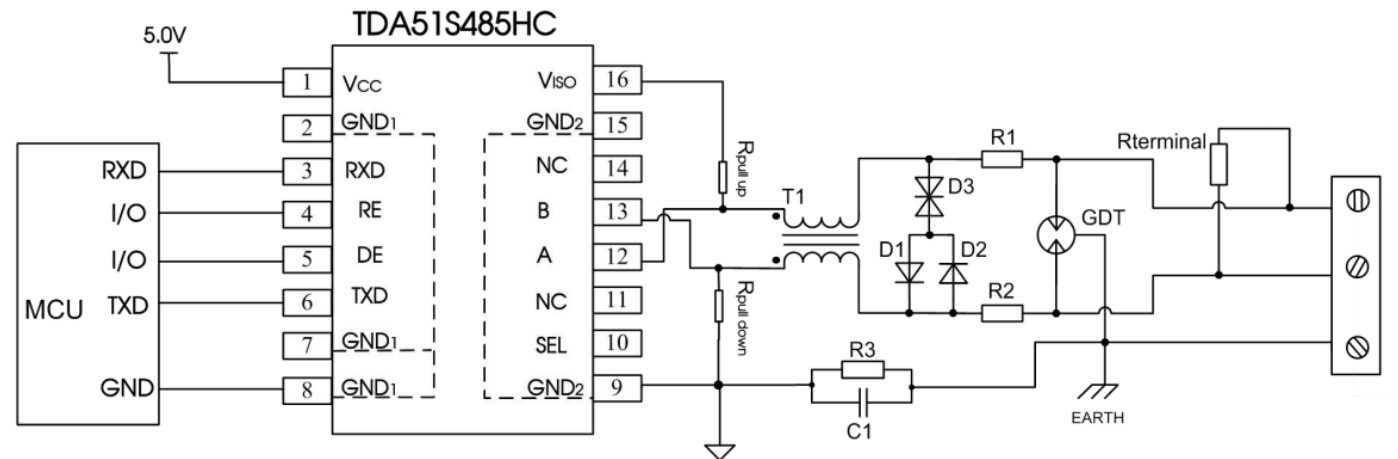 TDA51S485HC
5.0V
1 VCC VISO 16
2 GND1 GND2 15
RXD 3 RXD NC 14
I/O 4 RE B 13
I/O 5 DE A 12
MCU TXD 6 TXD NC 11
7 GND1 SEL 10
GND 8 GND1 GND2 9
Rpull up
Rpull down
T1
D3
D1
D2
R1
R2
GDT
Rterminal
R3
C1
EARTH